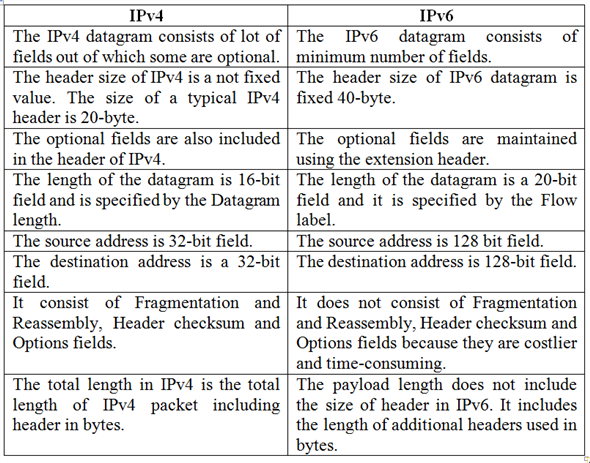 IPv4
IPv6
The IPv4 datagram consists of lot of
fields out of which some are optional.
The IPv6 datagram consists of
minimum number of fields.
The header size of IPv4 is a not fixed
value. The size of a typical IPv4
header is 20-byte.
The header size of IPv6 datagram is
fixed 40-byte.
The optional fields are also included
in the header of IPv4.
The optional fields are maintained
using the extension header.
The length of the datagram is 16-bit
field and is specified by the Datagram
length.
The length of the datagram is a 20-bit
field and it is specified by the Flow
label.
The source address is 32-bit field.
The source address is 128 bit field.
The destination address is a 32-bit
field.
The destination address is 128-bit field.
It consist of Fragmentation and
Reassembly, Header checksum and
Options fields.
It does not consist of Fragmentation
and Reassembly, Header checksum and
Options fields because they are costlier
and time-consuming.
The total length in IPv4 is the total
length of IPv4 packet including
header in bytes.
The payload length does not include
the size of header in IPv6. It includes
the length of additional headers used in
bytes.